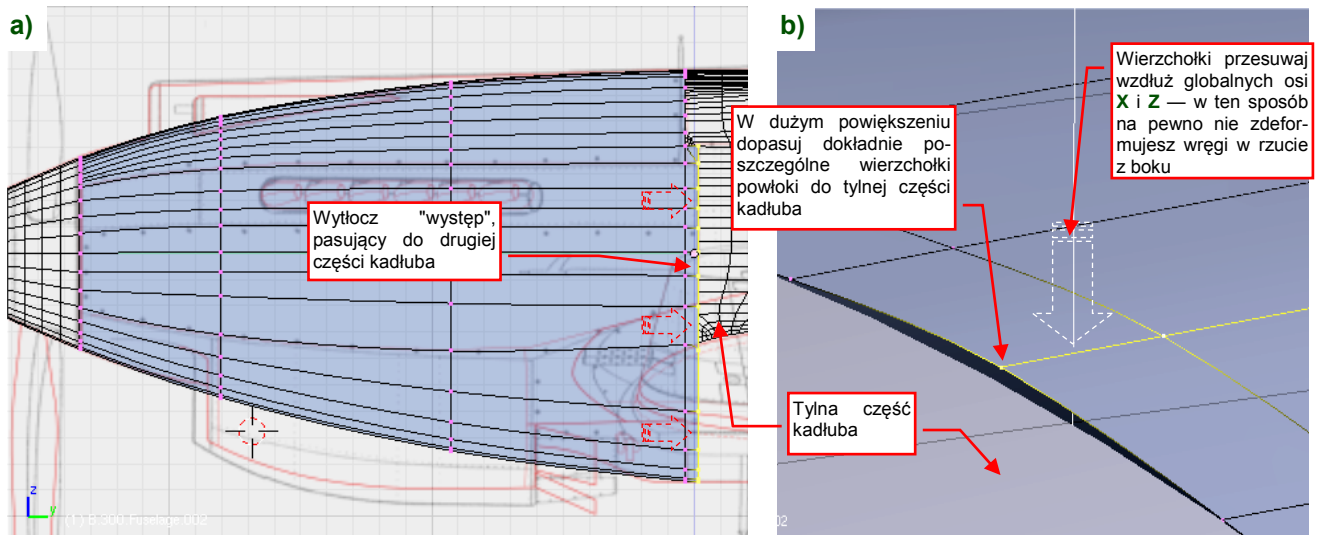 a)
Wytłocz "występ",
pasujący do drugiej
części kadłuba
z
y
(1) B.300.Fuselage.002
b)
W dużym powiększeniu
dopasuj dokładnie po-
szczególne wierzchołki
powłoki do tylnej części
kadłuba
Wierzchołki przesuwaj
wzdłuż globalnych osi
X i Z — w ten sposób
na pewno nie zdefor-
mujesz wręgi w rzucie
z boku
Tylna część
kadłuba
02